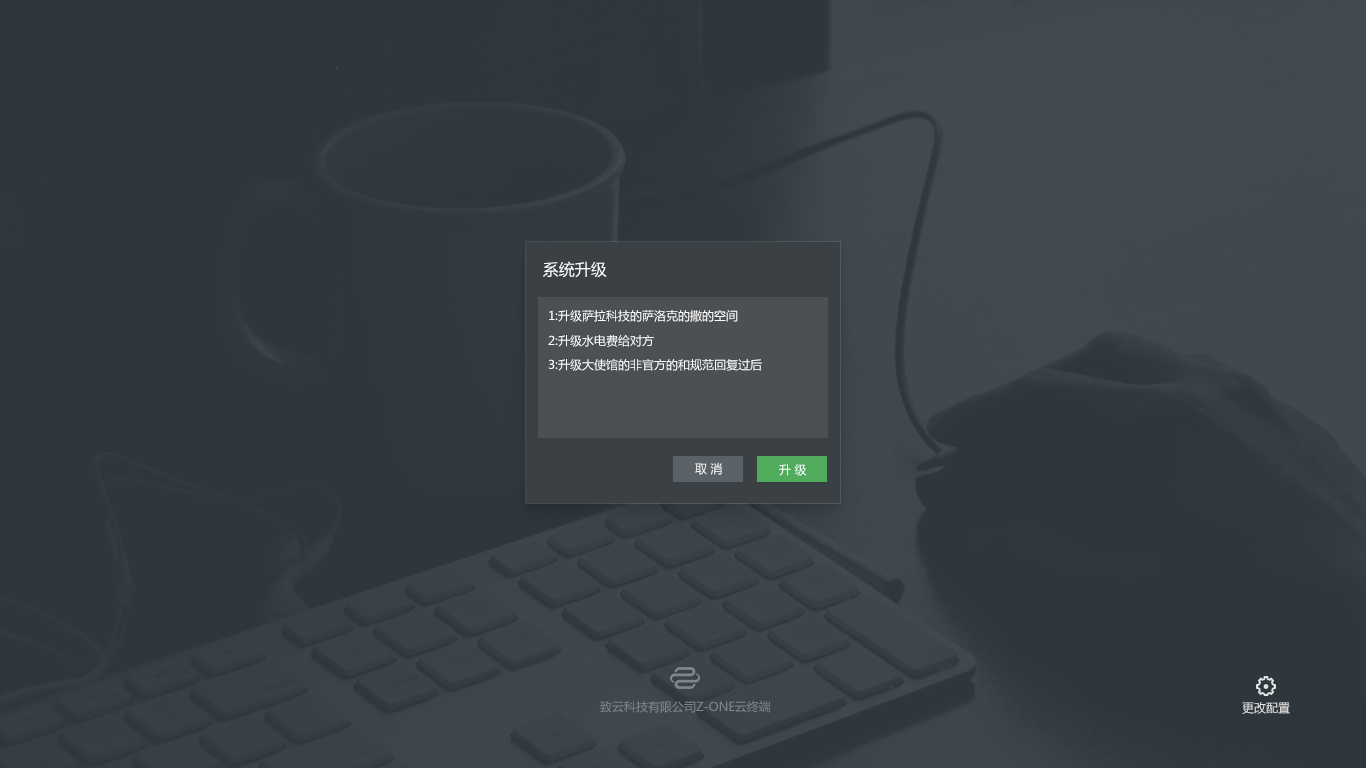 系统升级
1:升级萨拉科技的萨洛克的撒的空间
2:升级水电费给对方
3:升级大使馆的非官方的和规范回复过后
取 消
升 级
致云科技有限公司Z-ONE云终端
更改配置